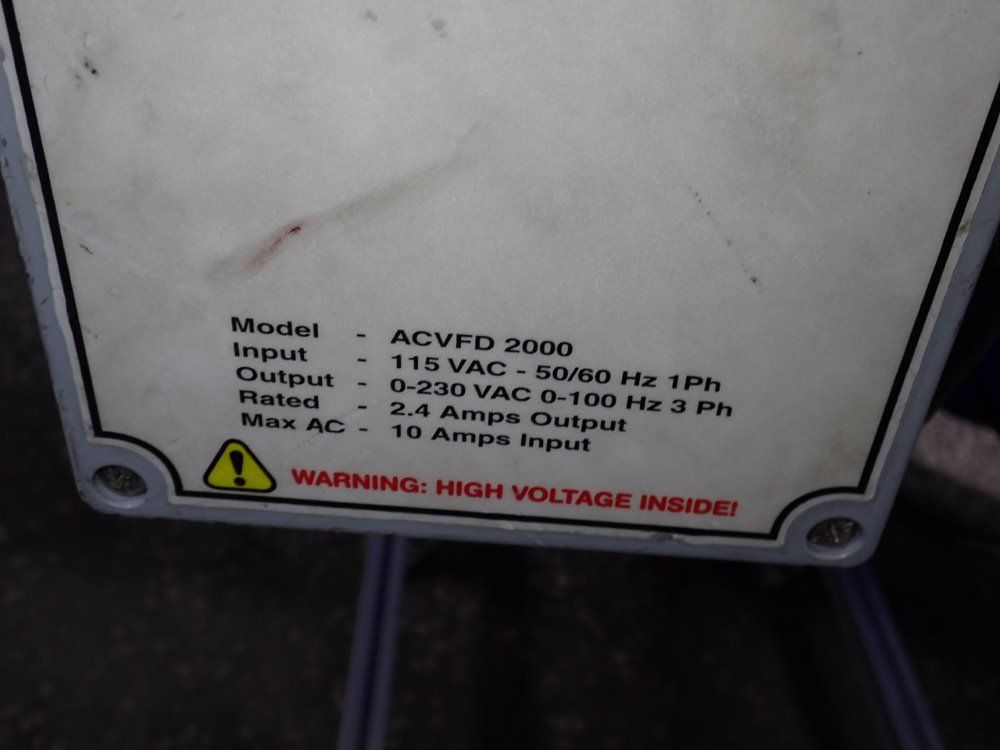 Model - ACVFD 2000
Input - 115 VAC - 50/60 Hz 1Ph
Output - 0-230 VAC 0-100 Hz 3 Ph
Rated - 2.4 Amps Output
Max AC - 10 Amps Input
WARNING: HIGH VOLTAGE INSIDE!